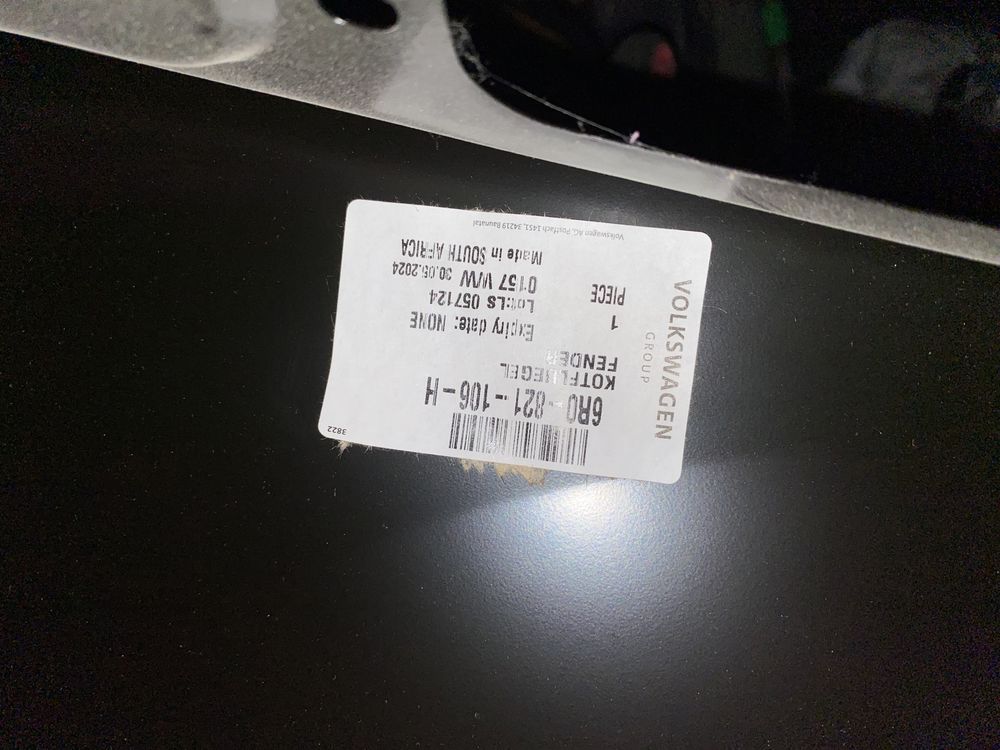 VOLKSWAGEN
GROUP
6R0-821-106-H
KOTFLUEGEL
FENDER
1
PIECE
Expiry date: NONE
Lot:Ls 057124
0157 WW 30.05.2024
Made in SOUTH AFRICA
Volkswagen AG, Postfach 1451, 34219 Baunatal
3822